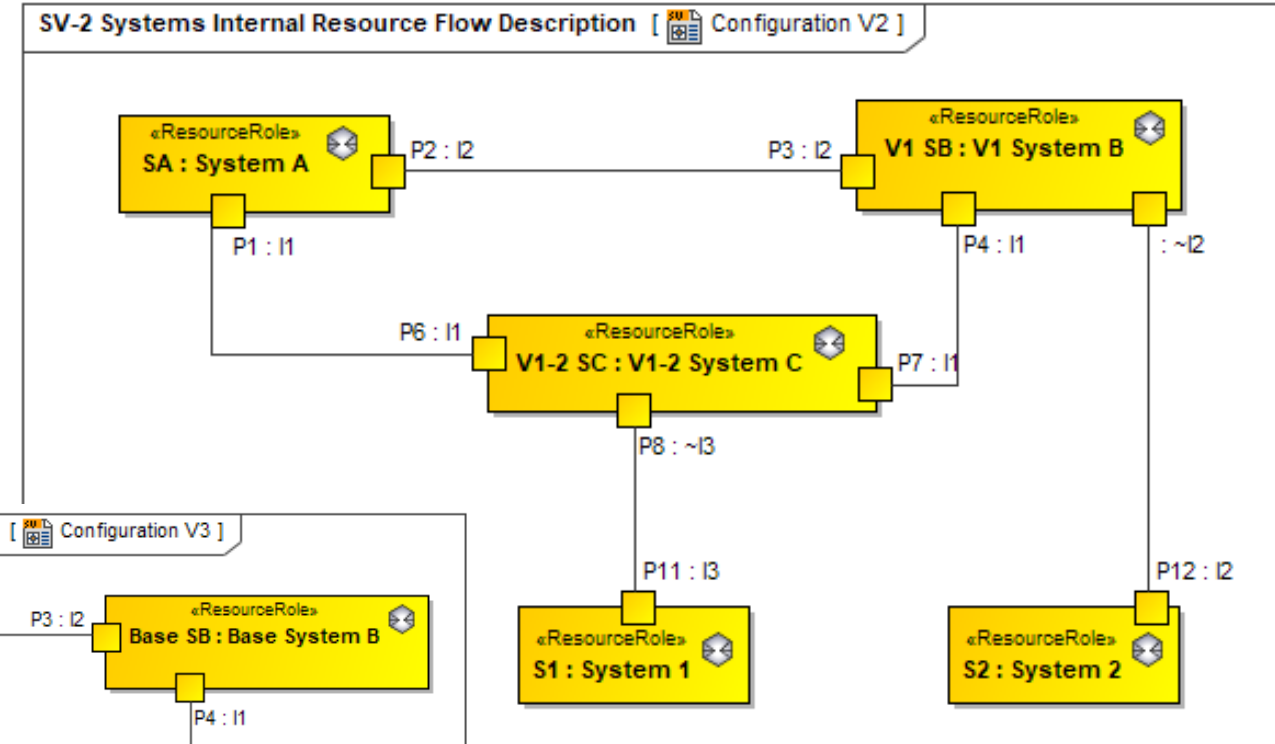 SV-2 Systems Internal Resource Flow Description [ SV Configuration V2 ]
«ResourceRole»
SA : System A
P2 : I2
P1 : I1
P3 : I2
«ResourceRole»
V1 SB : V1 System B
P4 : I1
: ~I2
P6 : I1
«ResourceRole»
V1-2 SC : V1-2 System C
P7 : I1
P8 : ~I3
P11 : I3
«ResourceRole»
S1 : System 1
P12 : I2
«ResourceRole»
S2 : System 2
[ SV Configuration V3 ]
P3 : I2
«ResourceRole»
Base SB : Base System B
P4 : I1